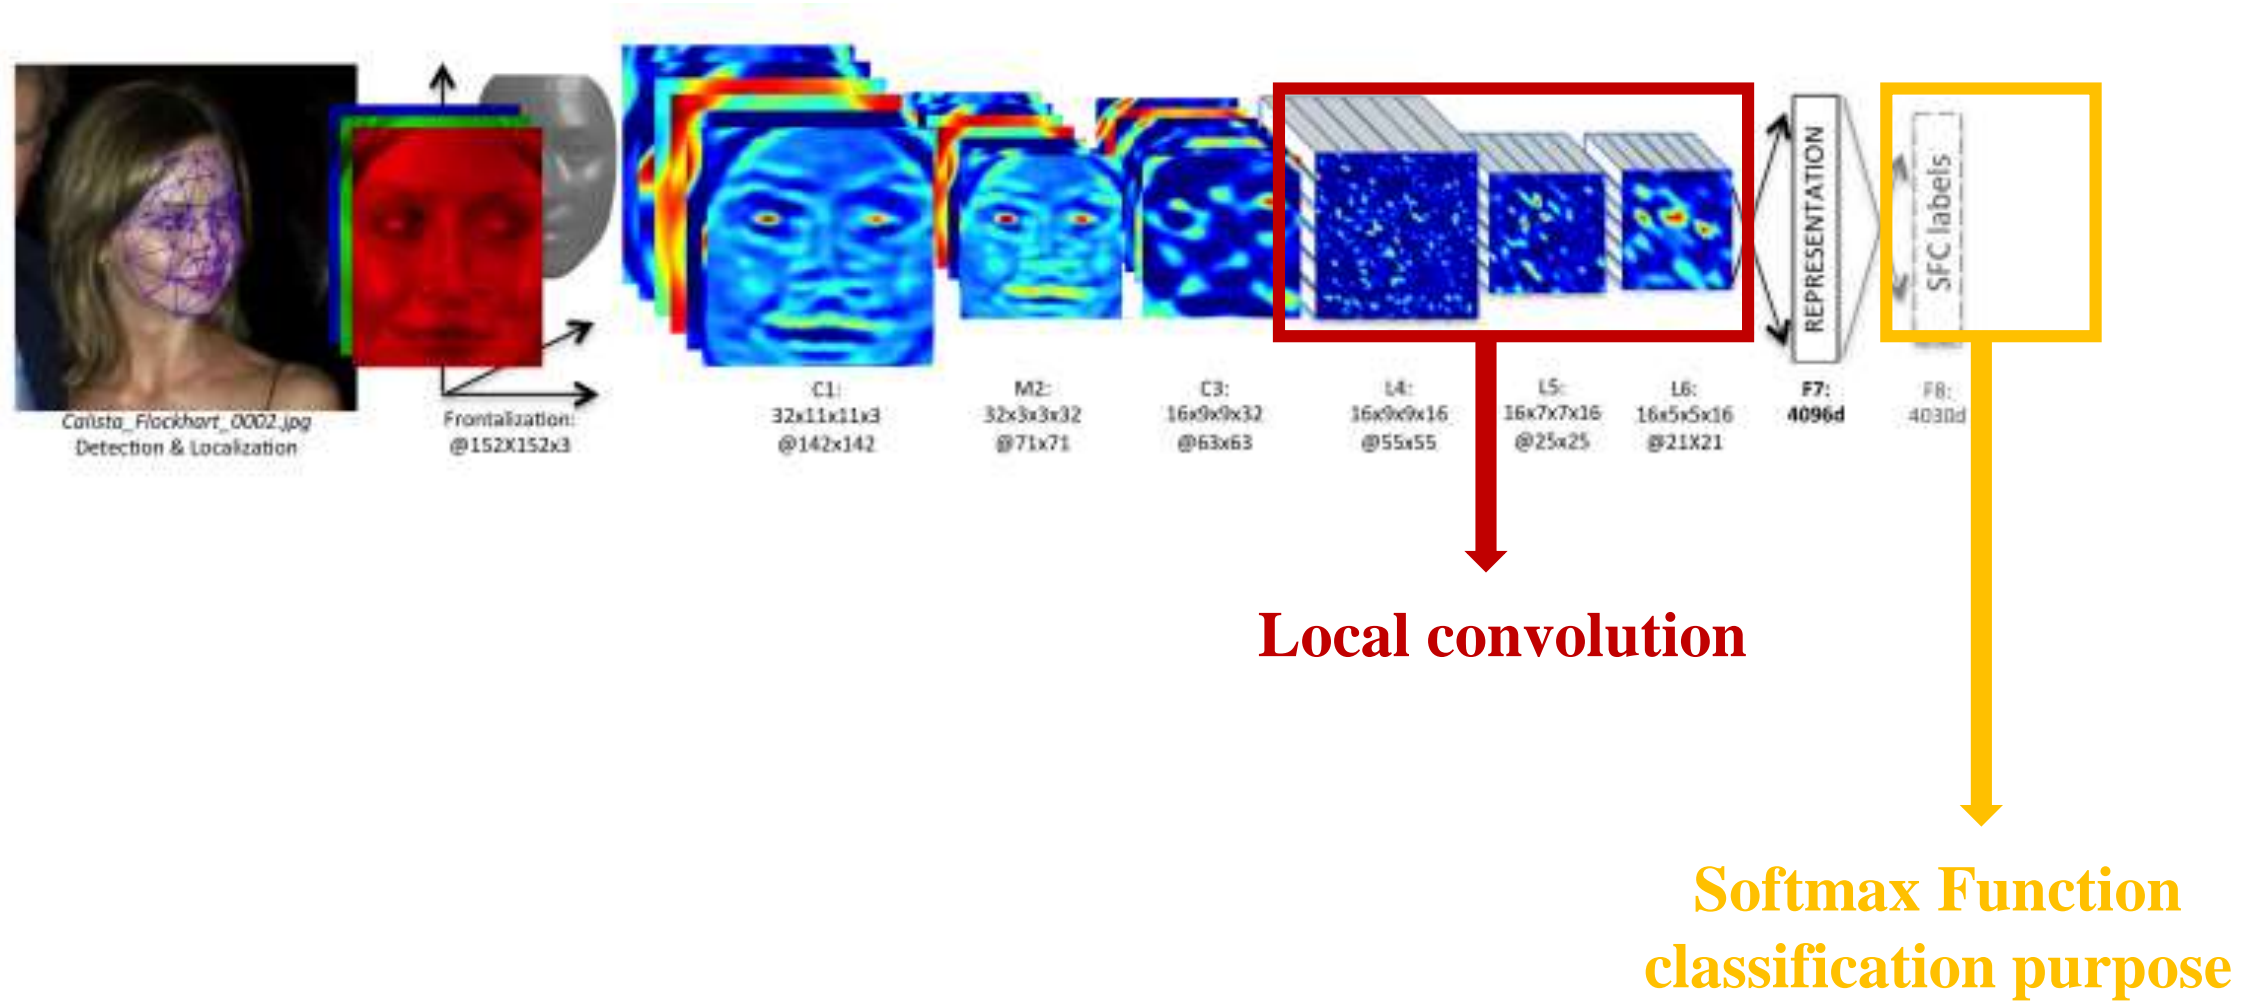 REPRESENTATION
SFC labels
Calista_Flockhart_0002.jpg
Detection & Localization
Frontalization:
@152X152x3
C1:
32x11x11x3
@142x142
M2:
32x3x3x32
@71x71
C3:
16x9x9x32
@63x63
L4:
16x9x9x16
@55x55
L5:
16x7x7x16
@25x25
L6:
16x5x5x16
@21X21
F7:
4096d
F8:
4030d
Local convolution
Softmax Function
classification purpose